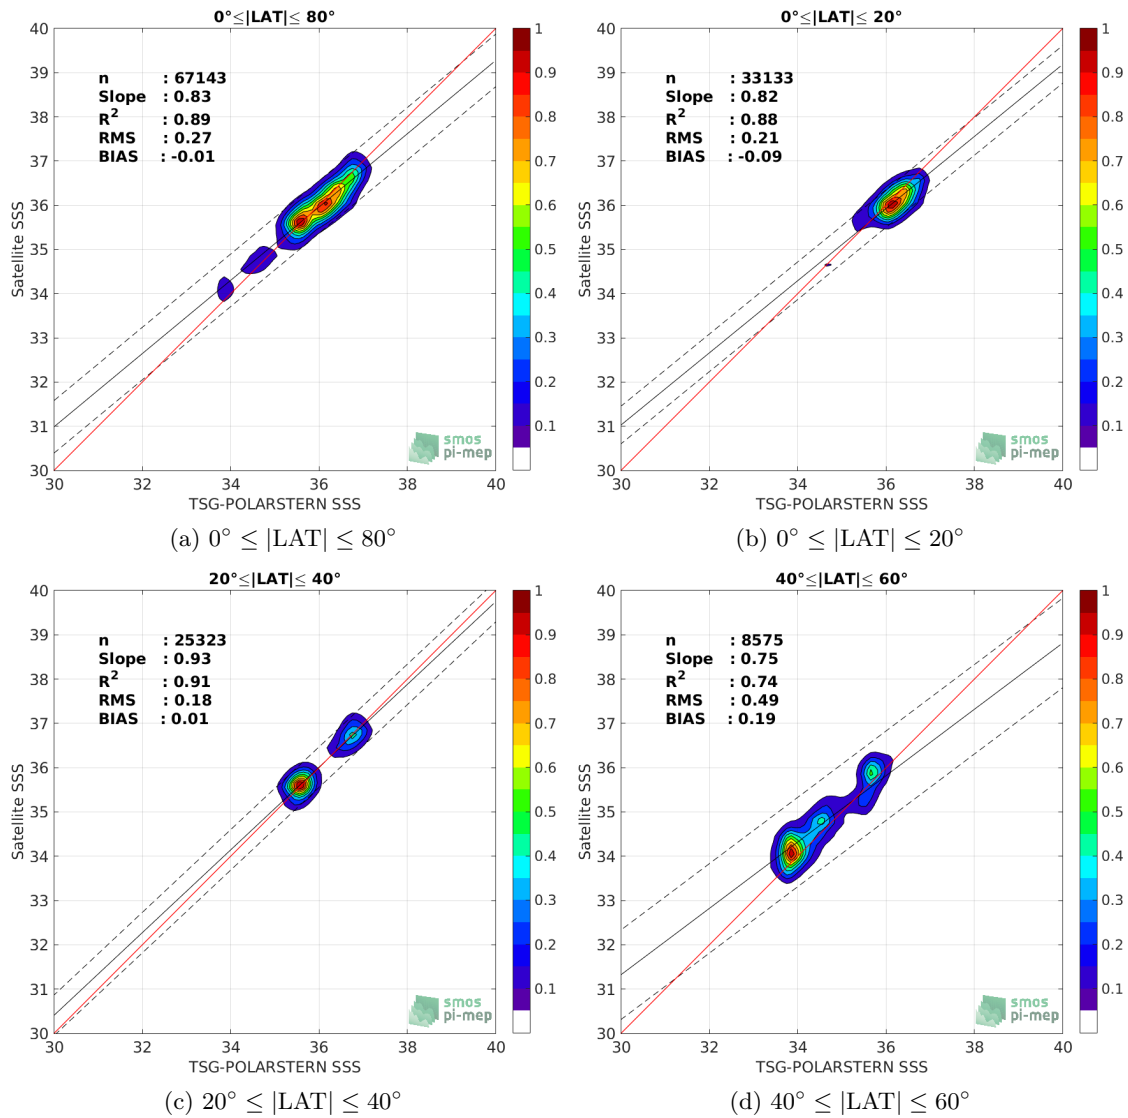 0°≤|LAT|≤ 80°
40
39
38
37
36
35
34
33
32
31
30
Satellite SSS
n : 67143
Slope : 0.83
R² : 0.89
RMS : 0.27
BIAS : -0.01
smos
pi-mep
30 32 34 36 38 40
TSG-POLARSTERN SSS
1
0.9
0.8
0.7
0.6
0.5
0.4
0.3
0.2
0.1
(a) 0° ≤ |LAT| ≤ 80°
0°≤|LAT|≤ 20°
40
39
38
37
36
35
34
33
32
31
30
Satellite SSS
n : 33133
Slope : 0.82
R² : 0.88
RMS : 0.21
BIAS : -0.09
smos
pi-mep
30 32 34 36 38 40
TSG-POLARSTERN SSS
1
0.9
0.8
0.7
0.6
0.5
0.4
0.3
0.2
0.1
(b) 0° ≤ |LAT| ≤ 20°
20°≤|LAT|≤ 40°
40
39
38
37
36
35
34
33
32
31
30
Satellite SSS
n : 25323
Slope : 0.93
R² : 0.91
RMS : 0.18
BIAS : 0.01
smos
pi-mep
30 32 34 36 38 40
TSG-POLARSTERN SSS
1
0.9
0.8
0.7
0.6
0.5
0.4
0.3
0.2
0.1
(c) 20° ≤ |LAT| ≤ 40°
40°≤|LAT|≤ 60°
40
39
38
37
36
35
34
33
32
31
30
Satellite SSS
n : 8575
Slope : 0.75
R² : 0.74
RMS : 0.49
BIAS : 0.19
smos
pi-mep
30 32 34 36 38 40
TSG-POLARSTERN SSS
1
0.9
0.8
0.7
0.6
0.5
0.4
0.3
0.2
0.1
(d) 40° ≤ |LAT| ≤ 60°